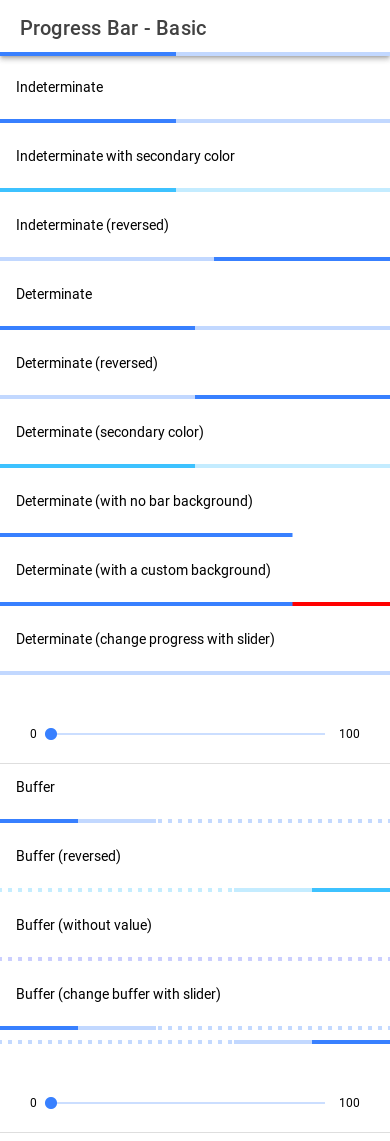 Progress Bar - Basic
Indeterminate
Indeterminate with secondary color
Indeterminate (reversed)
Determinate
Determinate (reversed)
Determinate (secondary color)
Determinate (with no bar background)
Determinate (with a custom background)
Determinate (change progress with slider)
0 100
Buffer
Buffer (reversed)
Buffer (without value)
Buffer (change buffer with slider)
0 100